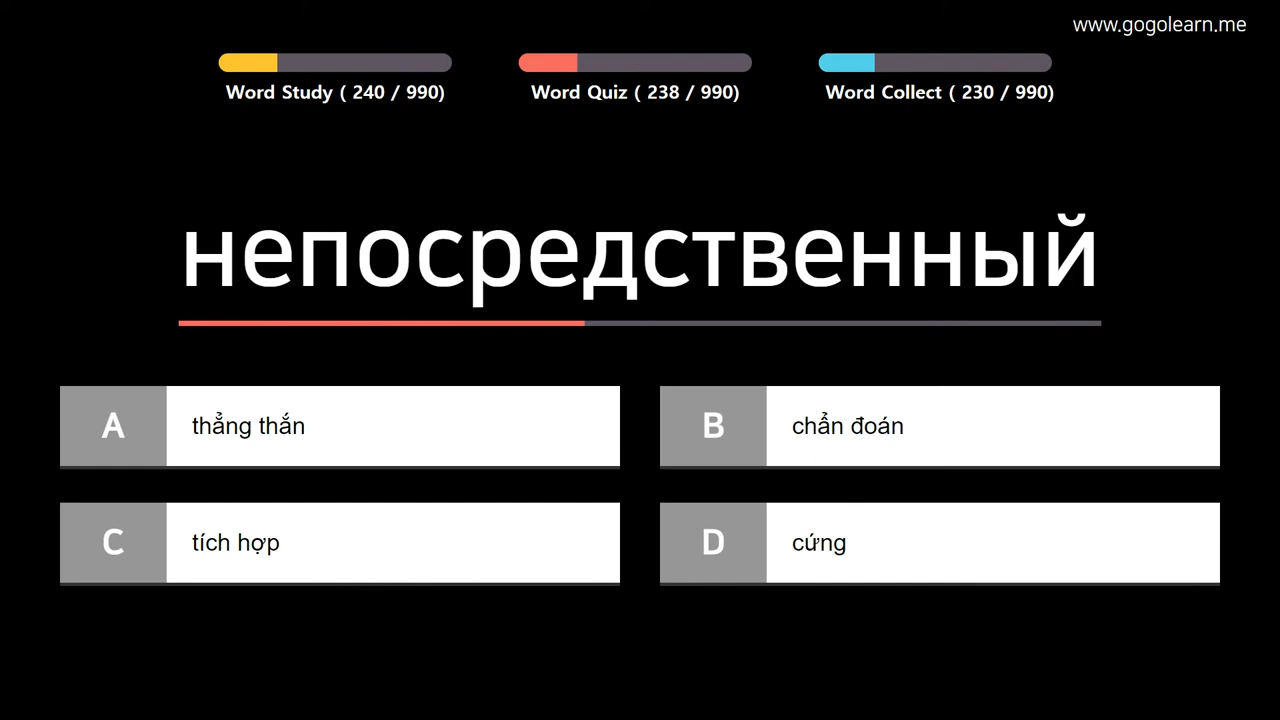 www.gogolearn.me
Word Study ( 240 / 990)
Word Quiz ( 238 / 990)
Word Collect ( 230 / 990)
непосредственный
A thẳng thắn
B chẩn đoán
C tích hợp
D cứng